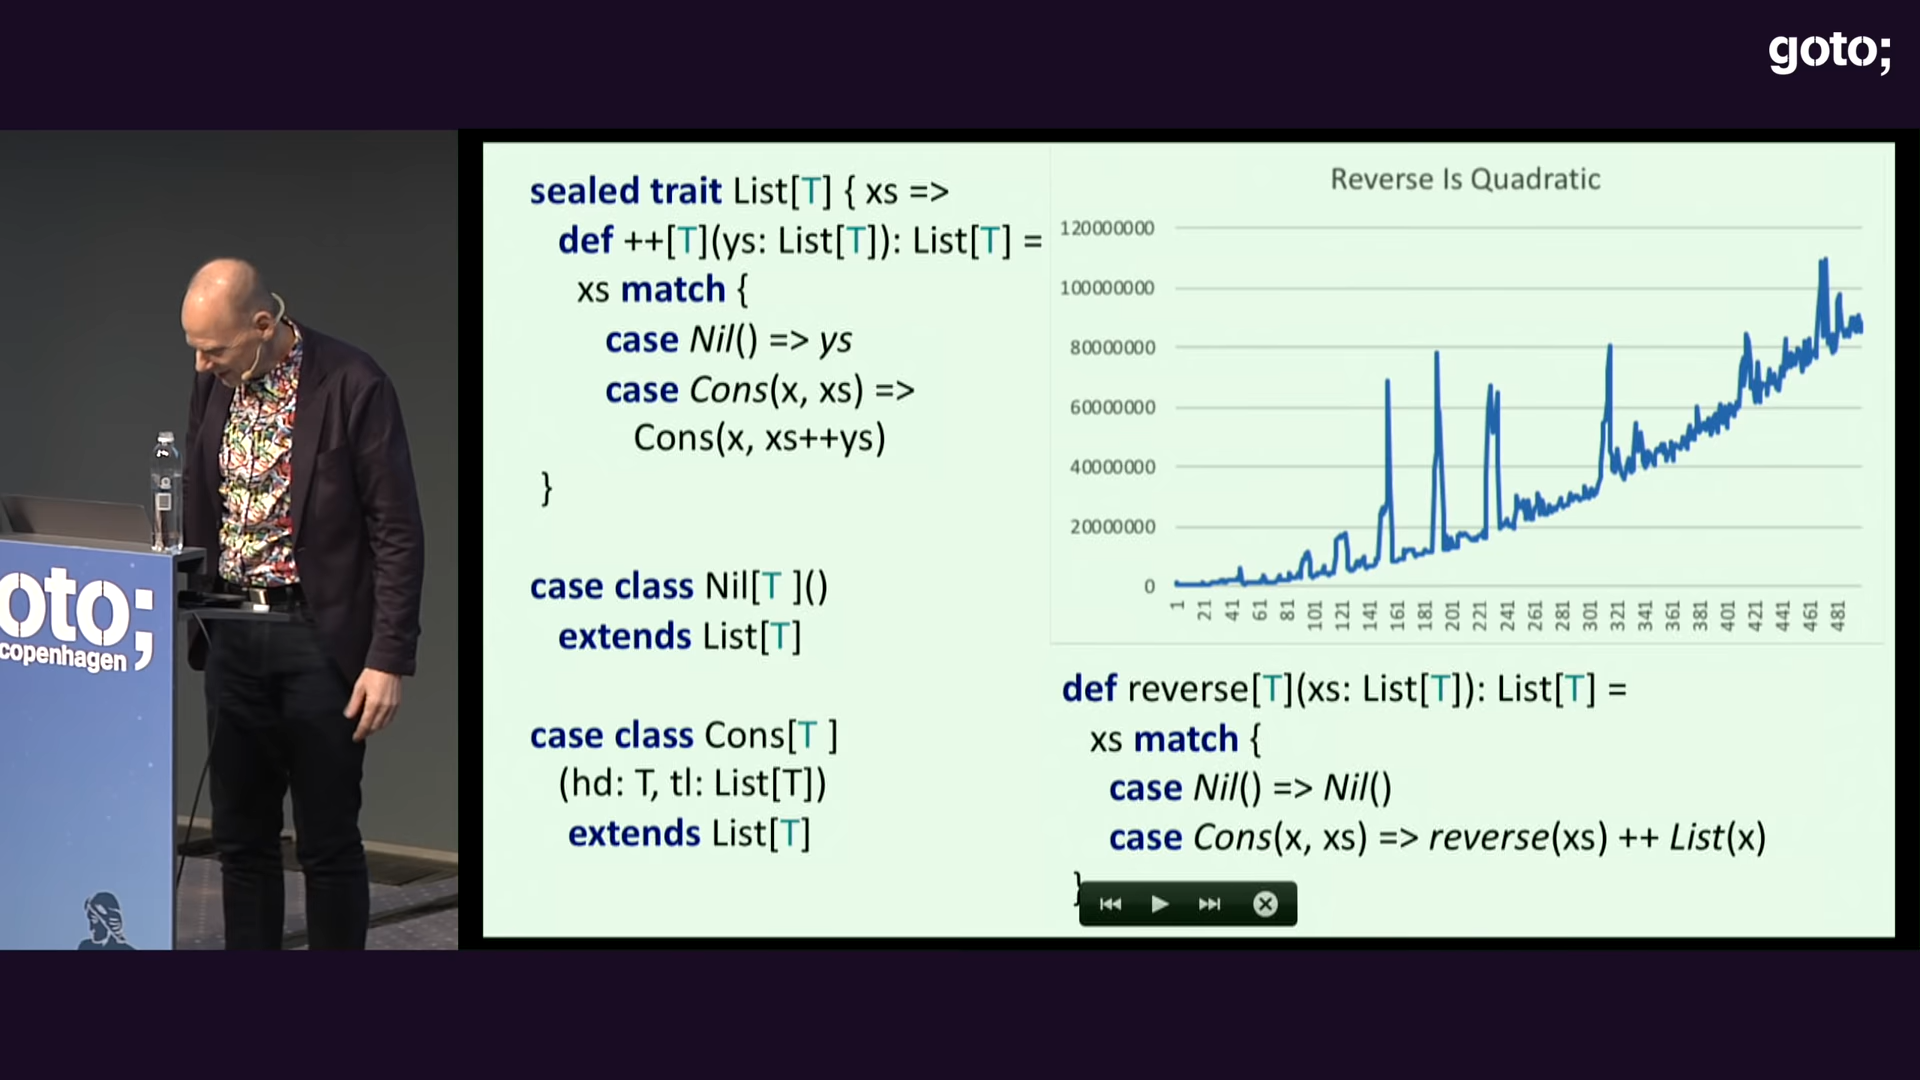 goto;
oto;
copenhagen
sealed trait List[T] { xs =>
def ++[T](ys: List[T]): List[T] =
xs match {
case Nil() => ys
case Cons(x, xs) =>
Cons(x, xs++ys)
}
case class Nil[T ]()
extends List[T]
case class Cons[T ]
(hd: T, tl: List[T])
extends List[T]
Reverse Is Quadratic
120000000
100000000
80000000
60000000
40000000
20000000
0
1 21 41 61 81 101 121 141 161 181 201 221 241 261 281 301 321 341 361 381 401 421 441 461 481
def reverse[T](xs: List[T]): List[T] =
xs match {
case Nil() => Nil()
case Cons(x, xs) => reverse(xs) ++ List(x)
}